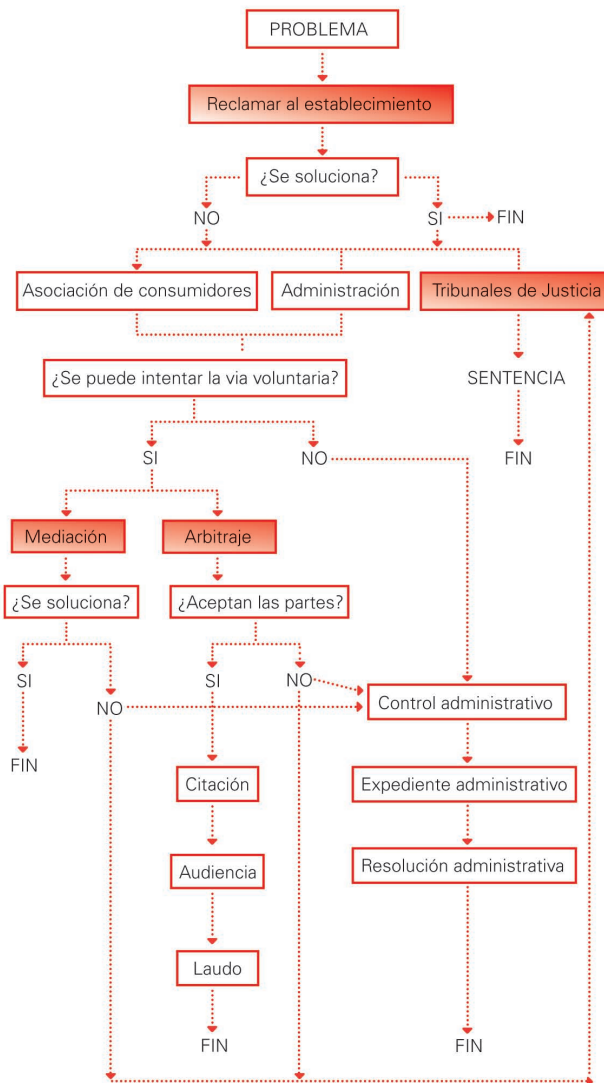 PROBLEMA
Reclamar al establecimiento
¿Se soluciona?
NO
SI
FIN
Asociación de consumidores
Administración
Tribunales de Justicia
¿Se puede intentar la via voluntaria?
SENTENCIA
SI
NO
FIN
Mediación
Arbitraje
¿Se soluciona?
¿Aceptan las partes?
SI
NO
SI
NO
Control administrativo
FIN
Citación
Expediente administrativo
Audiencia
Resolución administrativa
Laudo
FIN
FIN